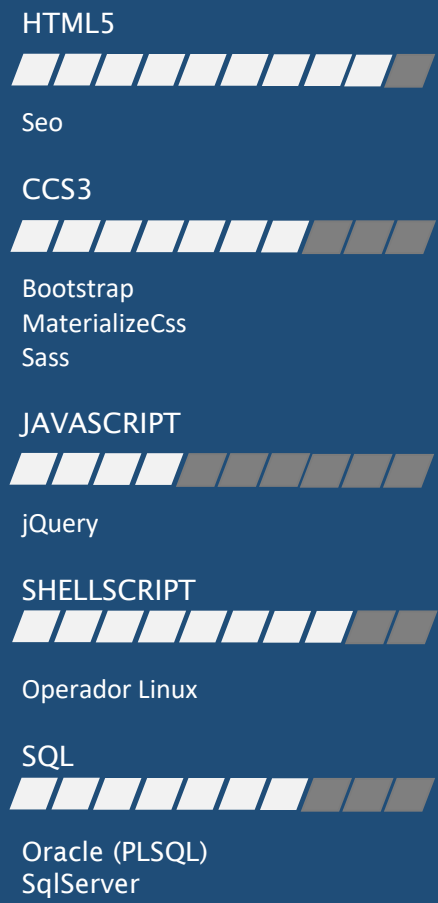 HTML5
Seo
CCS3
Bootstrap
MaterializeCss
Sass
JAVASCRIPT
jQuery
SHELLSCRIPT
Operador Linux
SQL
Oracle (PLSQL)
SqlServer